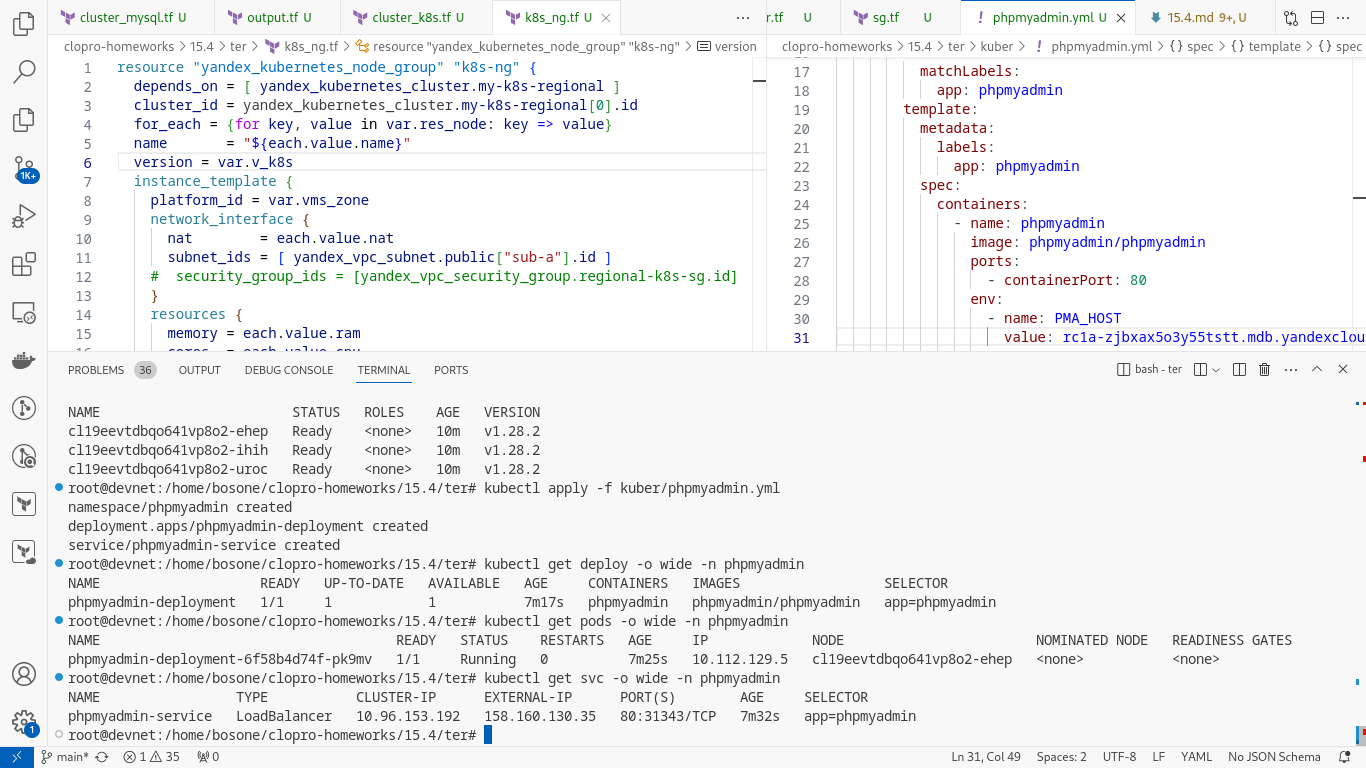 cluster_mysql.tf U output.tf U cluster_k8s.tf U k8s_ng.tf U
r.tf U sg.tf U phpmyadmin.yml U 15.4.md 9+, U
clopro-homeworks > 15.4 > ter > k8s_ng.tf > resource "yandex_kubernetes_node_group" "k8s-ng" > version
1 resource "yandex_kubernetes_node_group" "k8s-ng" {
2 depends_on = [ yandex_kubernetes_cluster.my-k8s-regional ]
3 cluster_id = yandex_kubernetes_cluster.my-k8s-regional[0].id
4 for_each = {for key, value in var.res_node: key => value}
5 name       = "${each.value.name}"
6 version = var.v_k8s
7 instance_template {
8 platform_id = var.vms_zone
9 network_interface {
10 nat        = each.value.nat
11 subnet_ids = [ yandex_vpc_subnet.public["sub-a"].id ]
12 #  security_group_ids = [yandex_vpc_security_group.regional-k8s-sg.id]
13 }
14 resources {
15 memory = each.value.ram
clopro-homeworks > 15.4 > ter > kuber > phpmyadmin.yml > {} spec > {} template > {} spec
17 matchLabels:
18 app: phpmyadmin
19 template:
20 metadata:
21 labels:
22 app: phpmyadmin
23 spec:
24 containers:
25 - name: phpmyadmin
26 image: phpmyadmin/phpmyadmin
27 ports:
28 - containerPort: 80
29 env:
30 - name: PMA_HOST
31 value: rc1a-zjbxax5o3y55tstt.mdb.yandexclou
PROBLEMS 36 OUTPUT DEBUG CONSOLE TERMINAL PORTS bash - ter
NAME STATUS ROLES AGE VERSION
cl19eevtdbqo641vp8o2-ehep Ready <none> 10m v1.28.2
cl19eevtdbqo641vp8o2-ihih Ready <none> 10m v1.28.2
cl19eevtdbqo641vp8o2-uroc Ready <none> 10m v1.28.2
root@devnet:/home/bosone/clopro-homeworks/15.4/ter# kubectl apply -f kuber/phpmyadmin.yml
namespace/phpmyadmin created
deployment.apps/phpmyadmin-deployment created
service/phpmyadmin-service created
root@devnet:/home/bosone/clopro-homeworks/15.4/ter# kubectl get deploy -o wide -n phpmyadmin
NAME READY UP-TO-DATE AVAILABLE AGE CONTAINERS IMAGES SELECTOR
phpmyadmin-deployment 1/1 1 1 7m17s phpmyadmin phpmyadmin/phpmyadmin app=phpmyadmin
root@devnet:/home/bosone/clopro-homeworks/15.4/ter# kubectl get pods -o wide -n phpmyadmin
NAME READY STATUS RESTARTS AGE IP NODE NOMINATED NODE READINESS GATES
phpmyadmin-deployment-6f58b4d74f-pk9mv 1/1 Running 0 7m25s 10.112.129.5 cl19eevtdbqo641vp8o2-ehep <none> <none>
root@devnet:/home/bosone/clopro-homeworks/15.4/ter# kubectl get svc -o wide -n phpmyadmin
NAME TYPE CLUSTER-IP EXTERNAL-IP PORT(S) AGE SELECTOR
phpmyadmin-service LoadBalancer 10.96.153.192 158.160.130.35 80:31343/TCP 7m32s app=phpmyadmin
root@devnet:/home/bosone/clopro-homeworks/15.4/ter#
1K+
1
main* 1 35 0 Ln 31, Col 49 Spaces: 2 UTF-8 LF YAML No JSON Schema